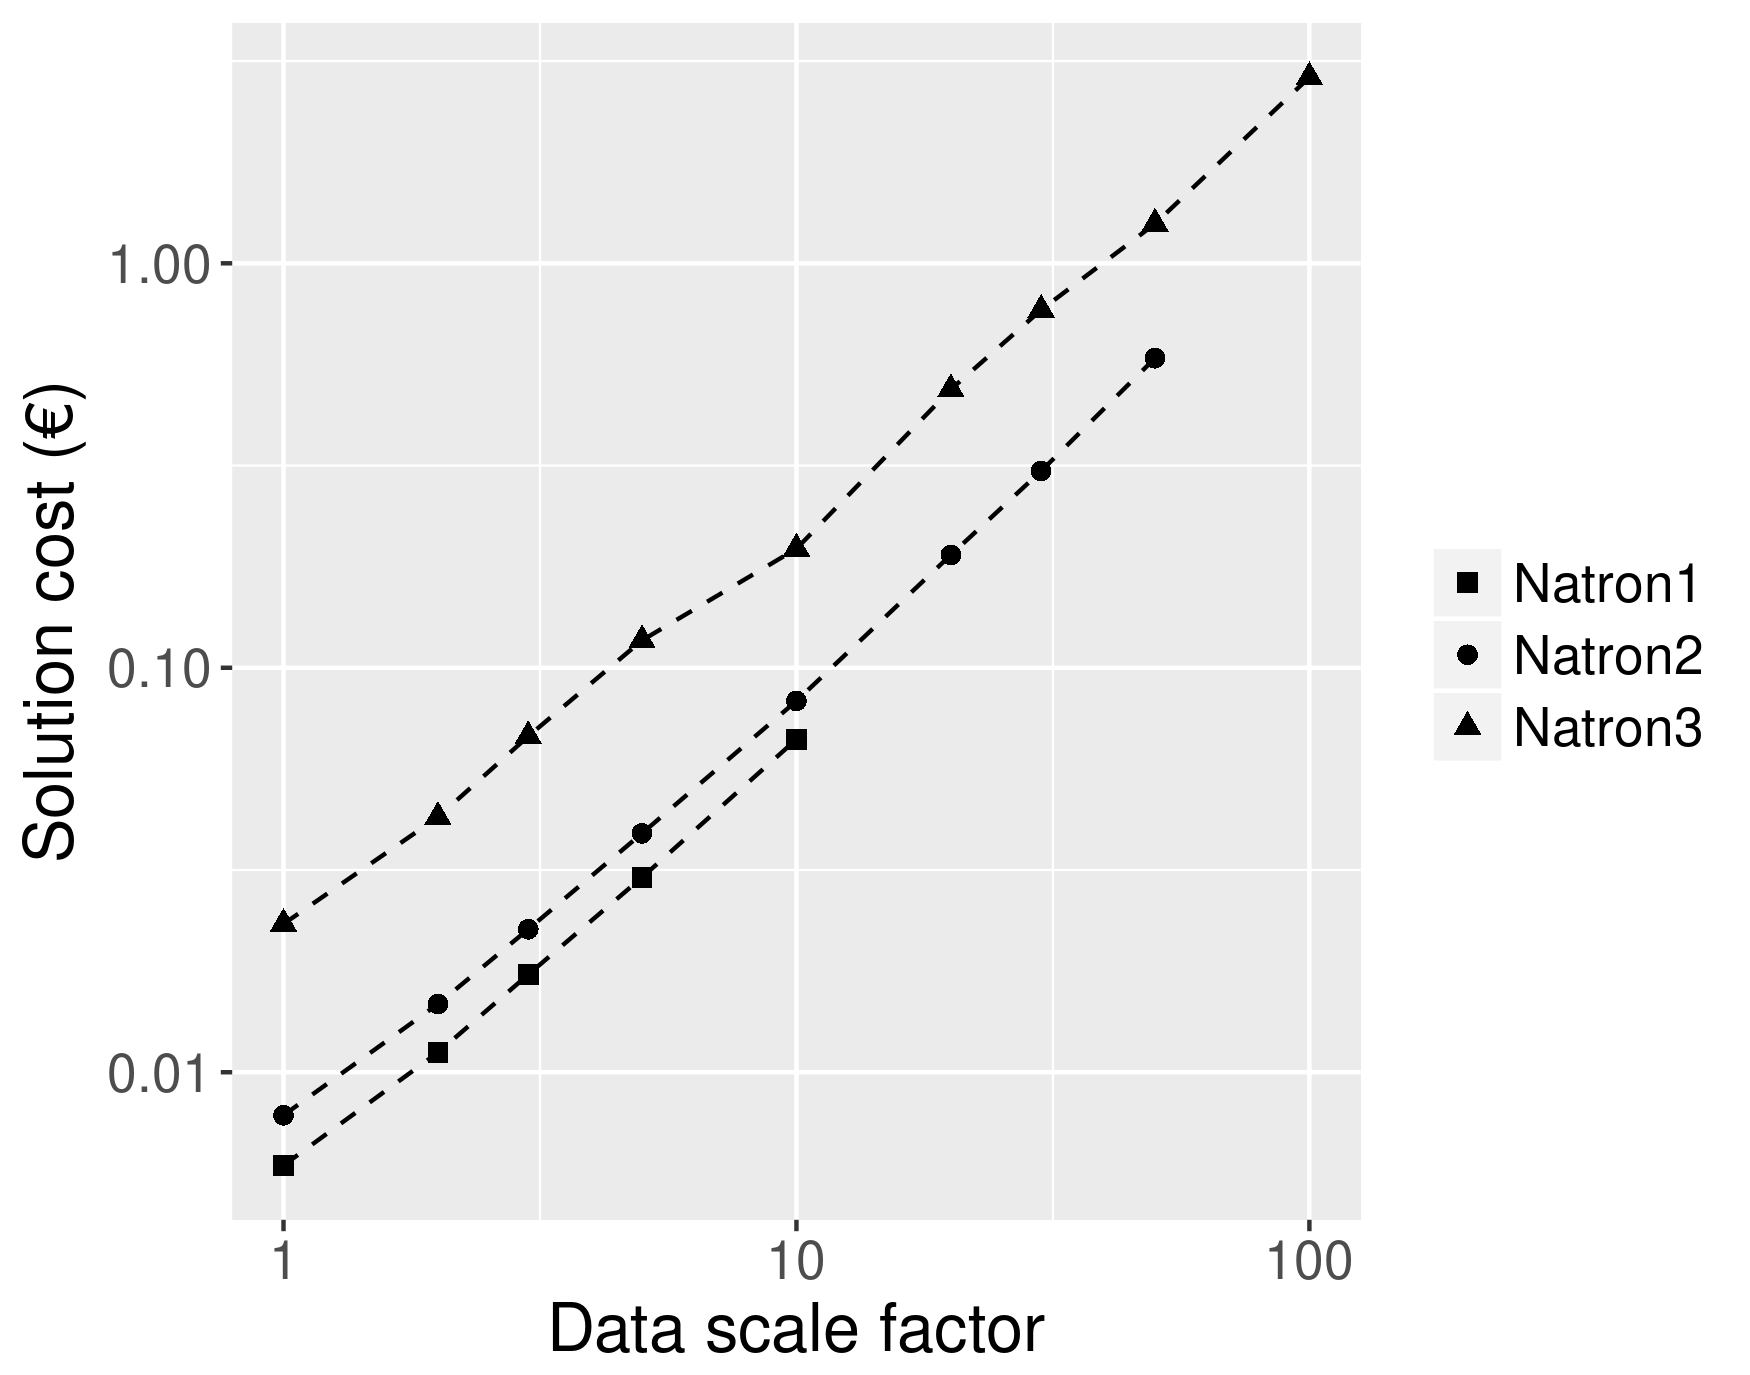 Solution cost (€)
1.00
0.10
0.01
1
10
100
Data scale factor
Natron1
Natron2
Natron3